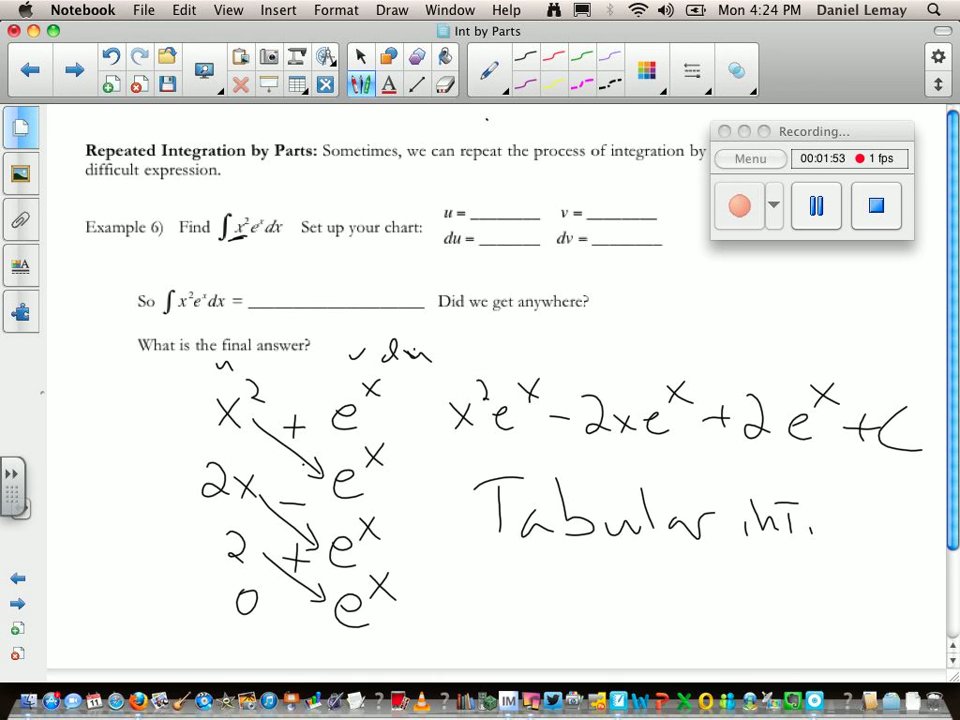 Notebook File Edit View Insert Format Draw Window Help Mon 4:24 PM Daniel Lemay
Int by Parts
Recording...
Menu 00:01:53 1 fps
Repeated Integration by Parts: Sometimes, we can repeat the process of integration by
difficult expression.
Example 6) Find ∫x²eˣdx Set up your chart: u = ________ v = ________
du = ________ dv = ________
So ∫x²eˣdx = ____________________ Did we get anywhere?
What is the final answer?
u
x² + eˣ x²eˣ - 2xeˣ + 2eˣ + C
2x - eˣ
Tabular int.
2 + eˣ
0 eˣ